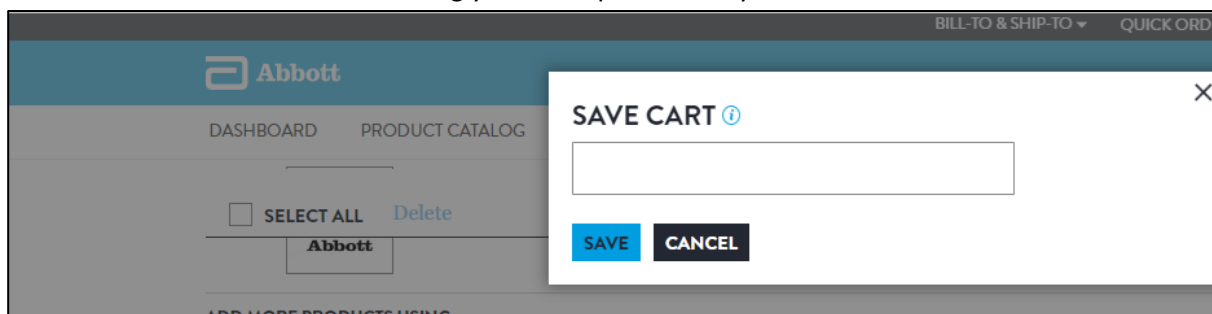 BILL-TO & SHIP-TO
QUICK ORD
Abbott
SAVE CART
DASHBOARD PRODUCT CATALOG
SELECT ALL Delete
SAVE CANCEL
Abbott